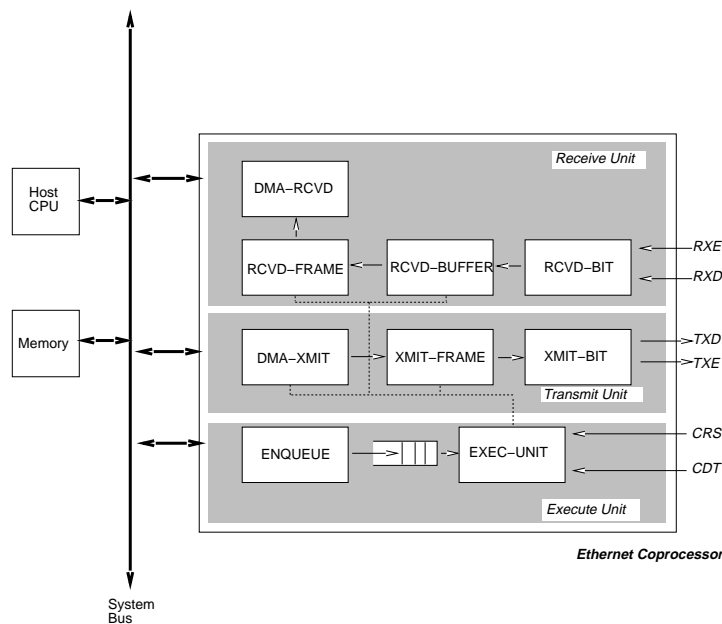 Receive Unit
DMA–RCVD
Host
CPU
RCVD–FRAME
RCVD–BUFFER
RCVD–BIT
RXE
RXD
Memory
DMA–XMIT
XMIT–FRAME
XMIT–BIT
TXD
TXE
Transmit Unit
ENQUEUE
EXEC–UNIT
CRS
CDT
Execute Unit
Ethernet Coprocessor
System
Bus